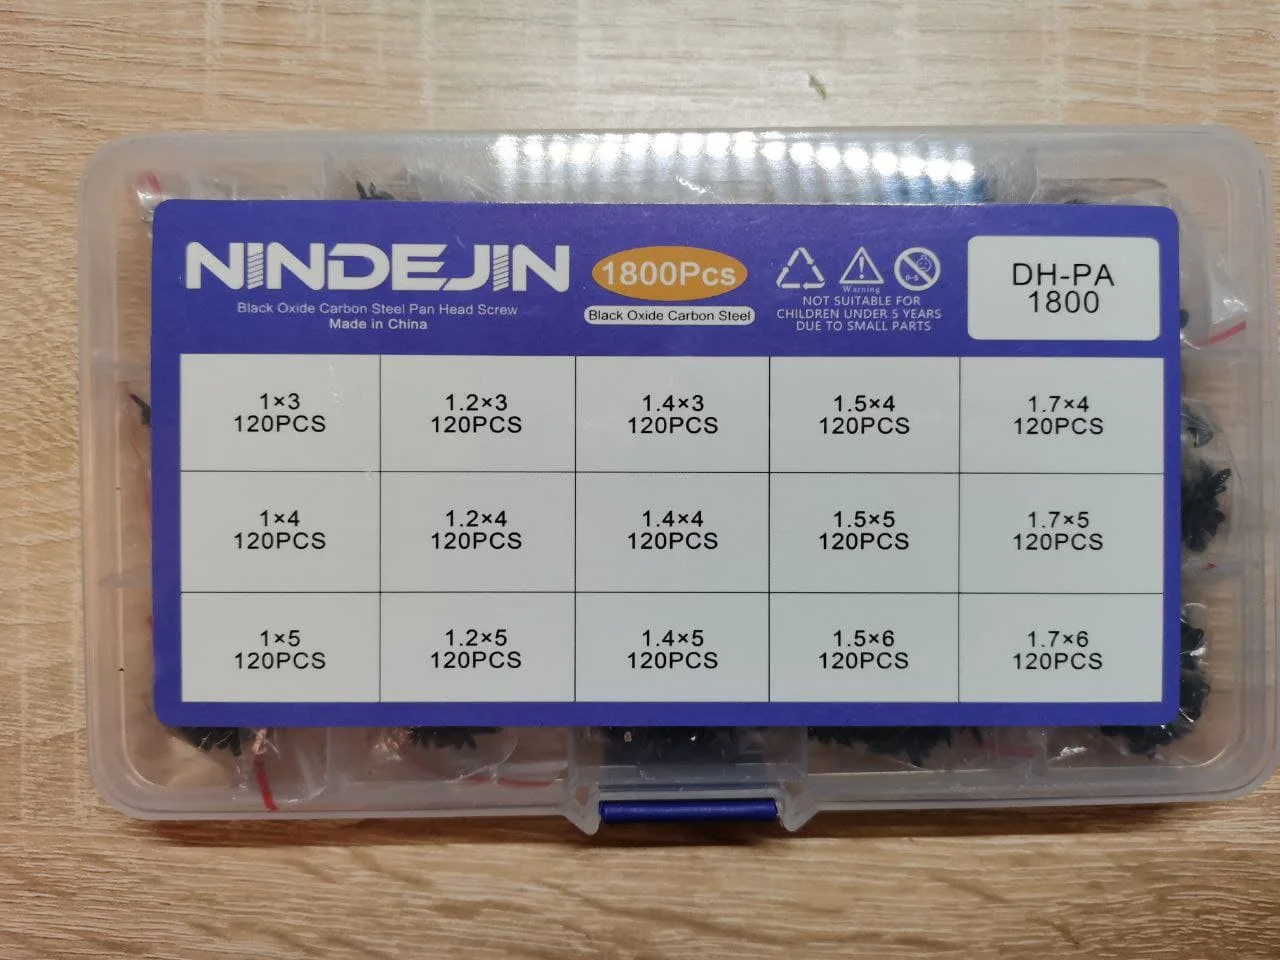 NINDEJIN
Black Oxide Carbon Steel Pan Head Screw
Made in China
1800Pcs
Black Oxide Carbon Steel
Warning
0-5
NOT SUITABLE FOR
CHILDREN UNDER 5 YEARS
DUE TO SMALL PARTS
DH-PA
1800
1×3
120PCS
1.2×3
120PCS
1.4×3
120PCS
1.5×4
120PCS
1.7×4
120PCS
1×4
120PCS
1.2×4
120PCS
1.4×4
120PCS
1.5×5
120PCS
1.7×5
120PCS
1×5
120PCS
1.2×5
120PCS
1.4×5
120PCS
1.5×6
120PCS
1.7×6
120PCS